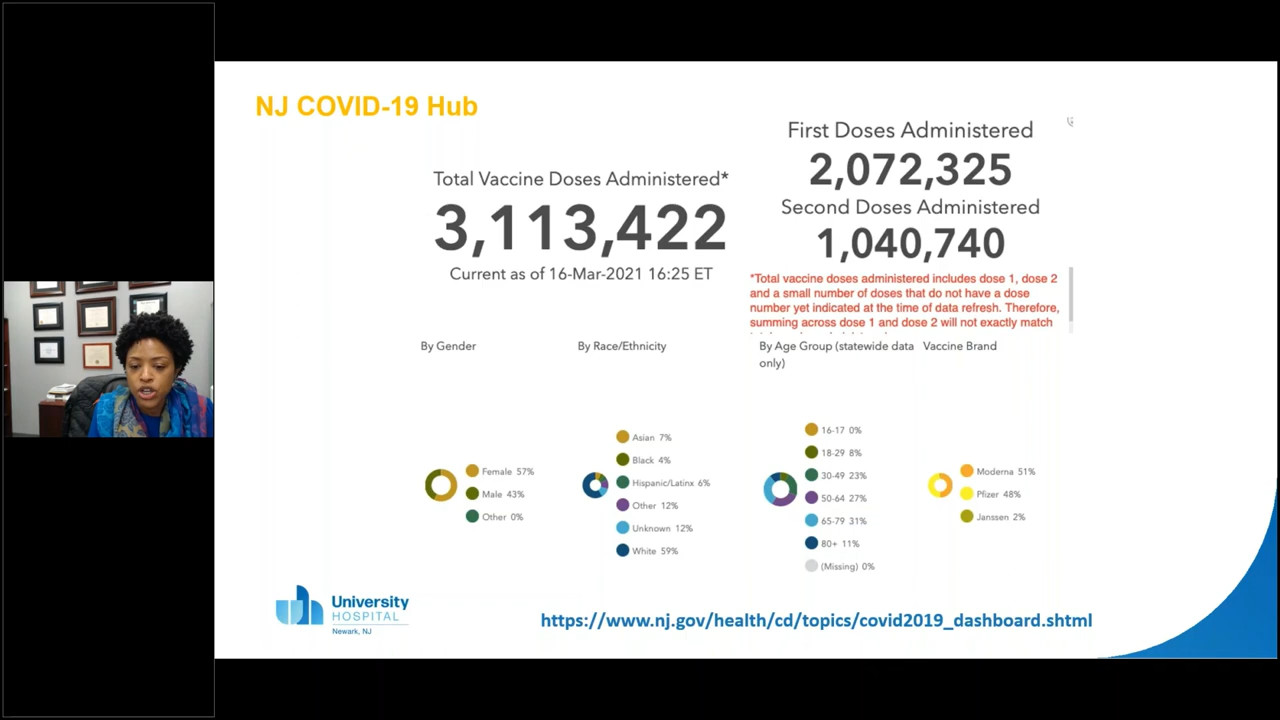 NJ COVID-19 Hub
Total Vaccine Doses Administered*
3,113,422
Current as of 16-Mar-2021 16:25 ET
First Doses Administered
2,072,325
Second Doses Administered
1,040,740
*Total vaccine doses administered includes dose 1, dose 2
and a small number of doses that do not have a dose
number yet indicated at the time of data refresh. Therefore,
summing across dose 1 and dose 2 will not exactly match
By Gender
Female 57%
Male 43%
Other 0%
By Race/Ethnicity
Asian 7%
Black 4%
Hispanic/Latinx 6%
Other 12%
Unknown 12%
White 59%
By Age Group (statewide data
only)
16-17 0%
18-29 8%
30-49 23%
50-64 27%
65-79 31%
80+ 11%
(Missing) 0%
Vaccine Brand
Moderna 51%
Pfizer 48%
Janssen 2%
University
HOSPITAL
Newark, NJ
https://www.nj.gov/health/cd/topics/covid2019_dashboard.shtml